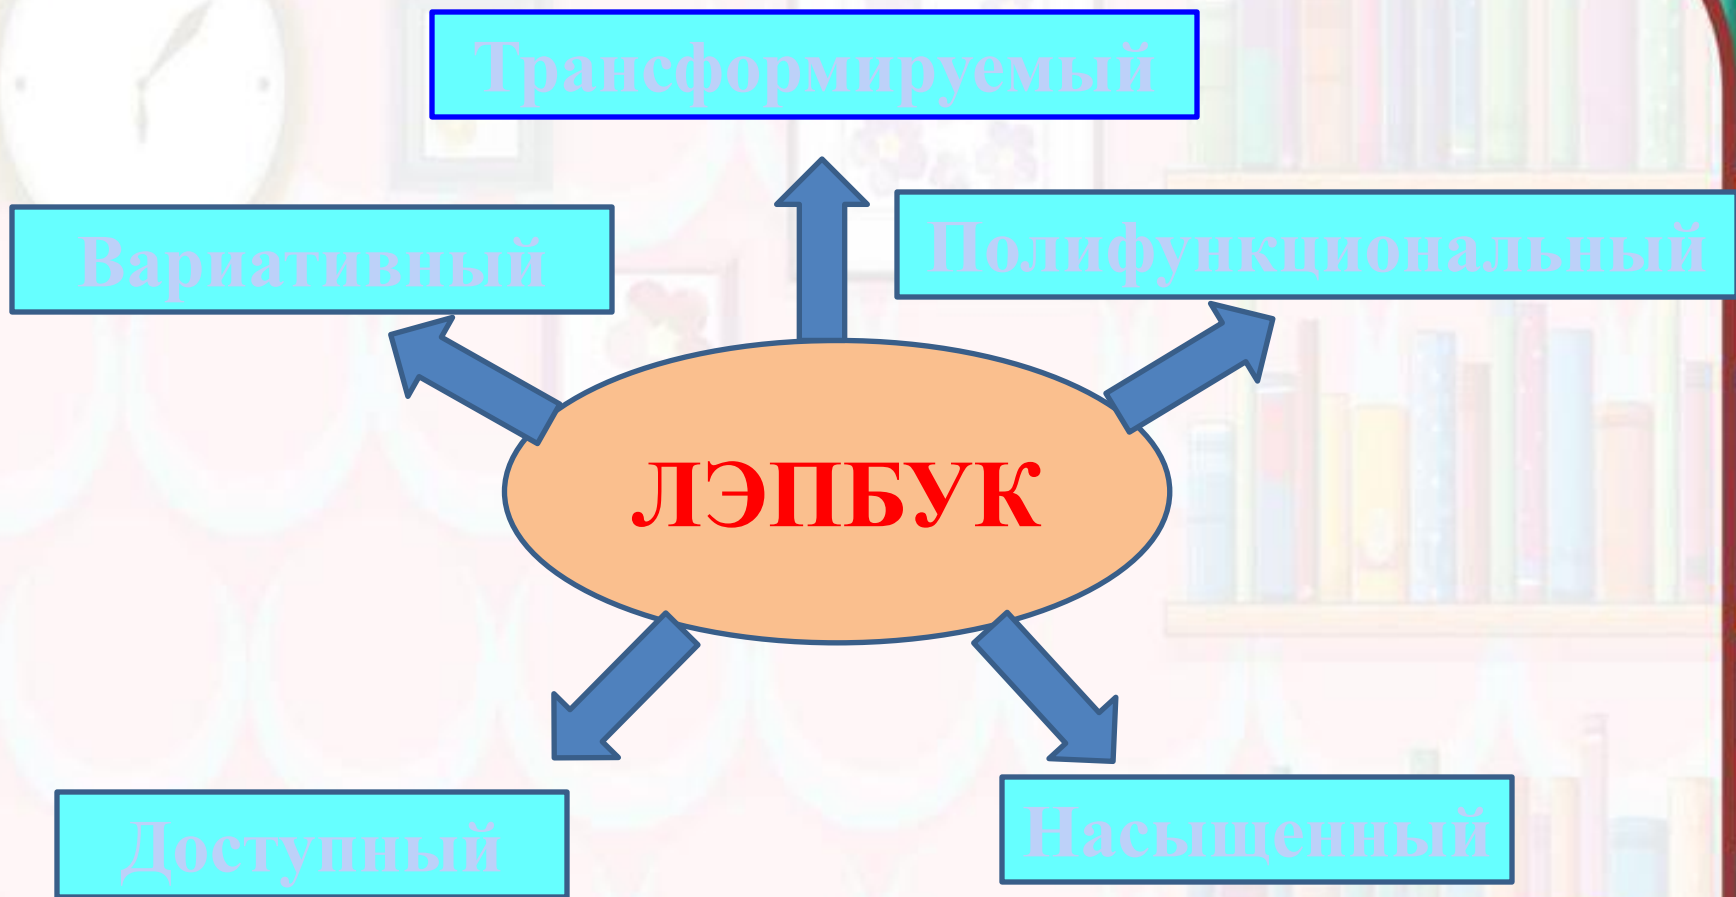 Трансформируемый
Вариативный
Полифункциональный
ЛЭПБУК
Доступный
Насыщенный